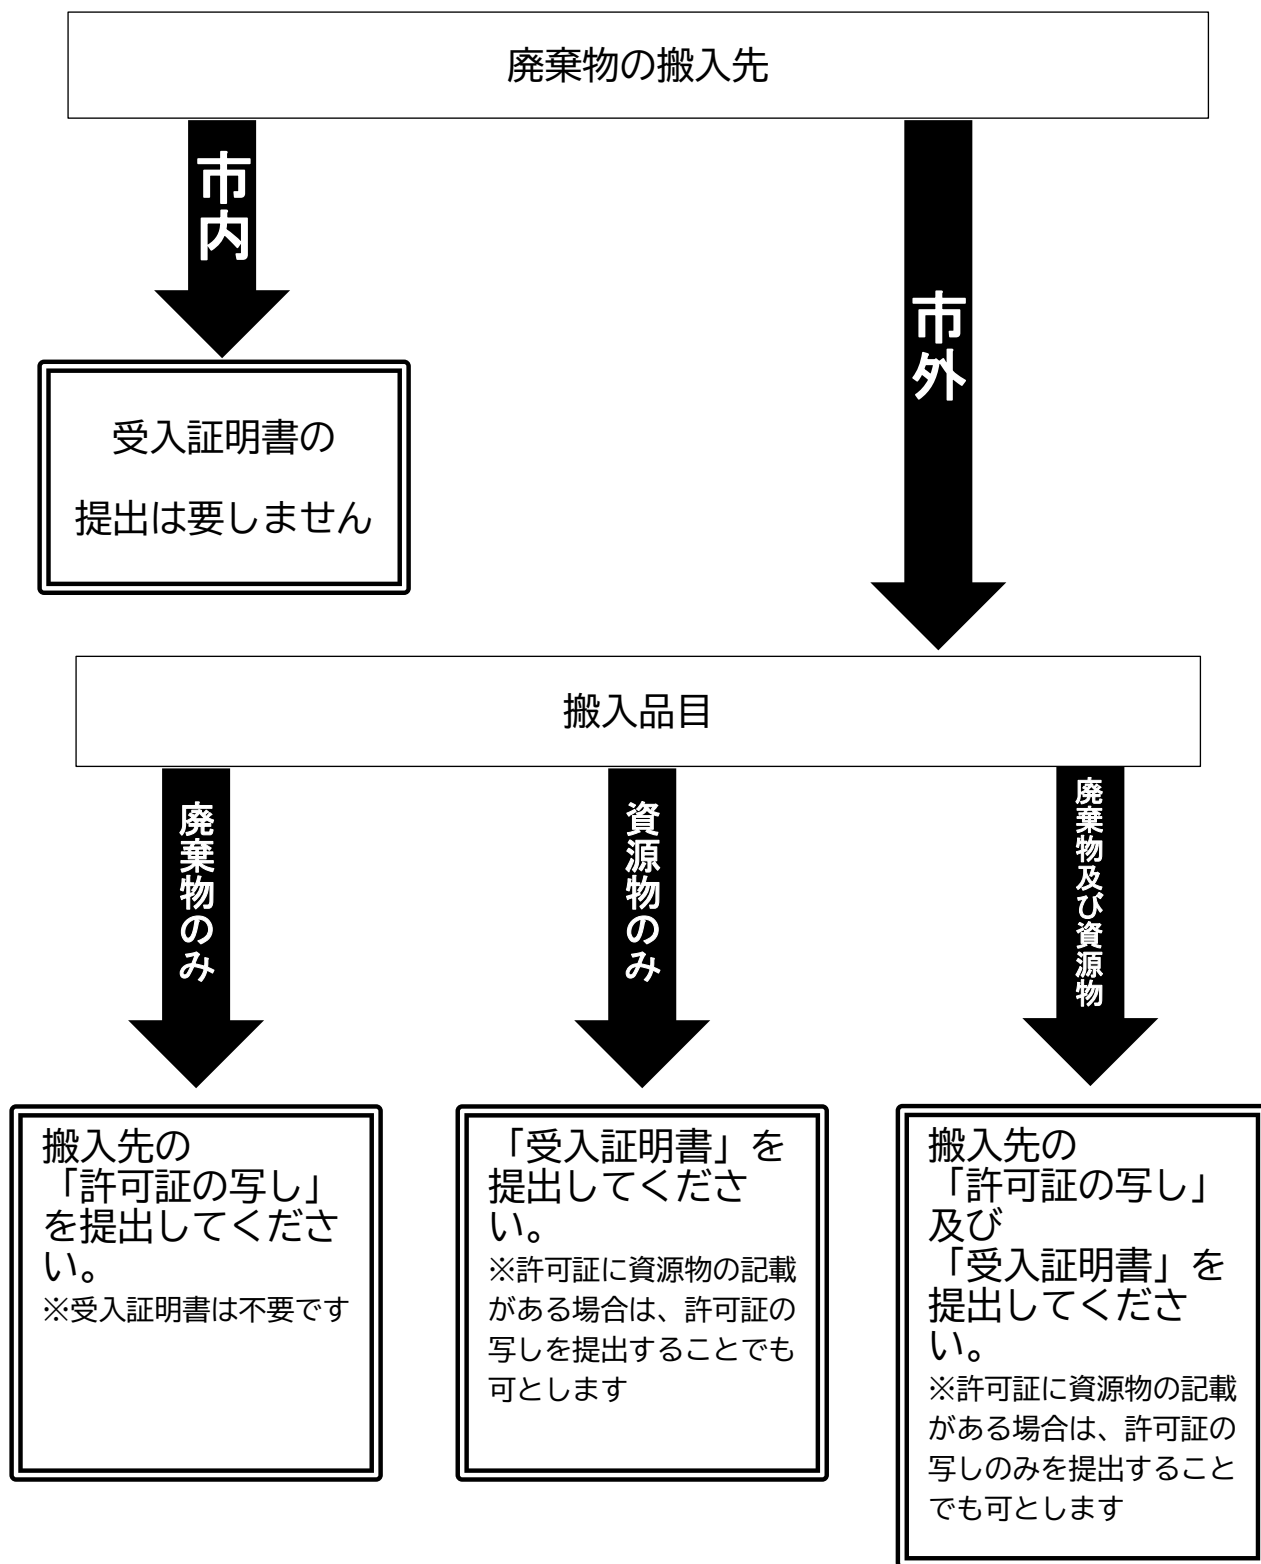 廃棄物の搬入先
市内
市外
受入証明書の
提出は要しません
搬入品目
廃棄物のみ
資源物のみ
廃棄物及び資源物
搬入先の
「許可証の写し」
を提出してくださ
い。
※受入証明書は不要です
「受入証明書」を
提出してくださ
い。
※許可証に資源物の記載
がある場合は、許可証の
写しを提出することでも
可とします
搬入先の
「許可証の写し」
及び
「受入証明書」を
提出してくださ
い。
※許可証に資源物の記載
がある場合は、許可証の
写しのみを提出すること
でも可とします